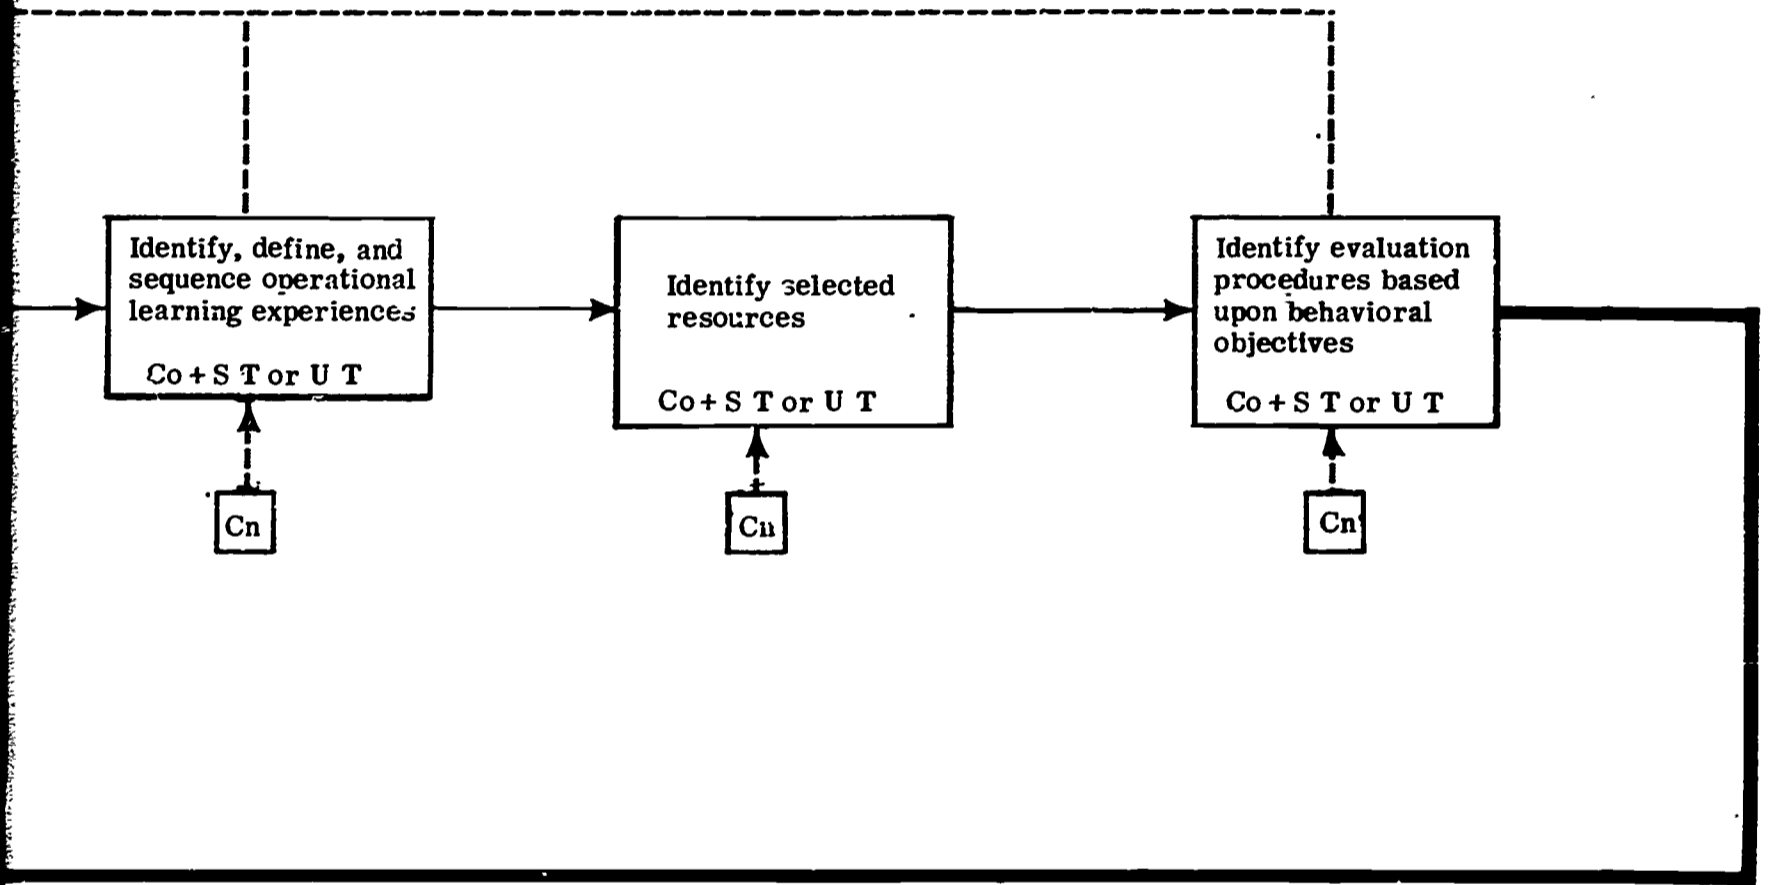 Identify, define, and
sequence operational
learning experiences
Co + S T or U T
Identify selected
resources
Co + S T or U T
Identify evaluation
procedures based
upon behavioral
objectives
Co + S T or U T
Cn
Cn
Cn